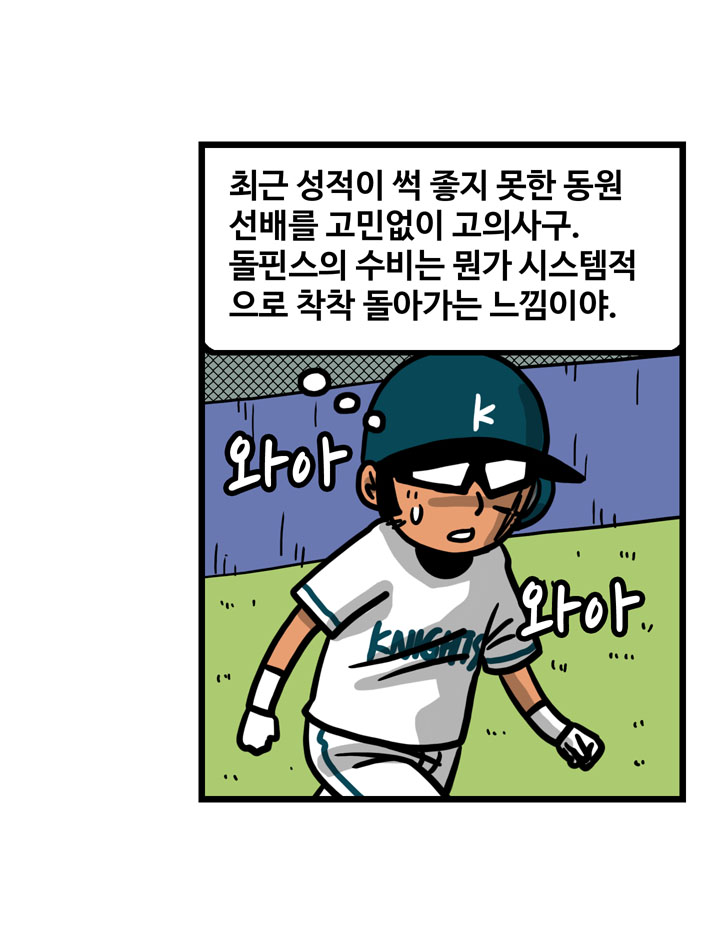 최근 성적이 썩 좋지 못한 동원
선배를 고민없이 고의사구.
돌핀스의 수비는 뭔가 시스템적
으로 착착 돌아가는 느낌이야.
K
와아
와아
KNIGHTS